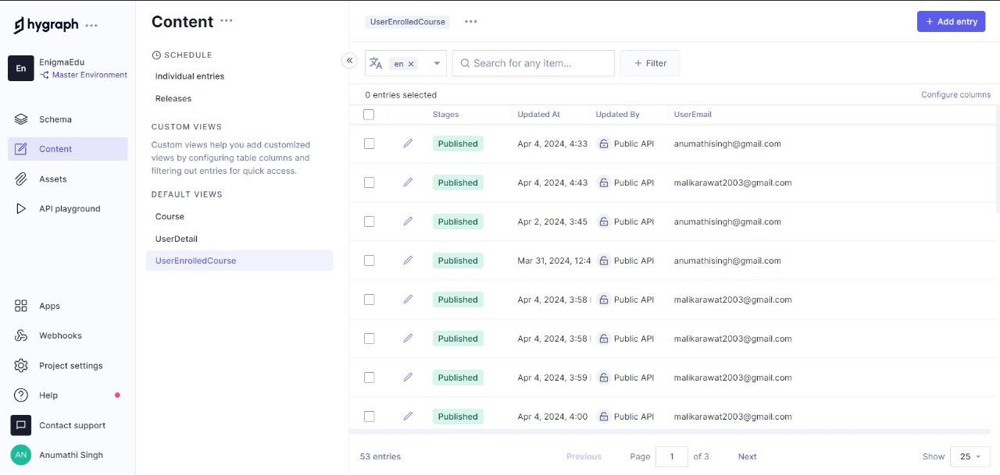 hygraph
En
EnigmaEdu
Master Environment
Schema
Content
Assets
API playground
Apps
Webhooks
Project settings
Help
Contact support
AN
Anumathi Singh
Content
SCHEDULE
Individual entries
Releases
CUSTOM VIEWS
Custom views help you add customized
views by configuring table columns and
filtering out entries for quick access.
DEFAULT VIEWS
Course
UserDetail
UserEnrolledCourse
UserEnrolledCourse
+ Add entry
en ×
Search for any item...
+ Filter
0 entries selected
Configure columns
Stages Updated At Updated By UserEmail
Published Apr 4, 2024, 4:33 Public API anumathisingh@gmail.com
Published Apr 4, 2024, 4:43 Public API malikarawat2003@gmail.com
Published Apr 2, 2024, 3:45 Public API anumathisingh@gmail.com
Published Mar 31, 2024, 12:4 Public API anumathisingh@gmail.com
Published Apr 4, 2024, 3:58 Public API malikarawat2003@gmail.com
Published Apr 4, 2024, 3:58 Public API malikarawat2003@gmail.com
Published Apr 4, 2024, 3:59 Public API malikarawat2003@gmail.com
Published Apr 4, 2024, 4:00 Public API malikarawat2003@gmail.com
53 entries
Previous Page 1 of 3 Next
Show 25